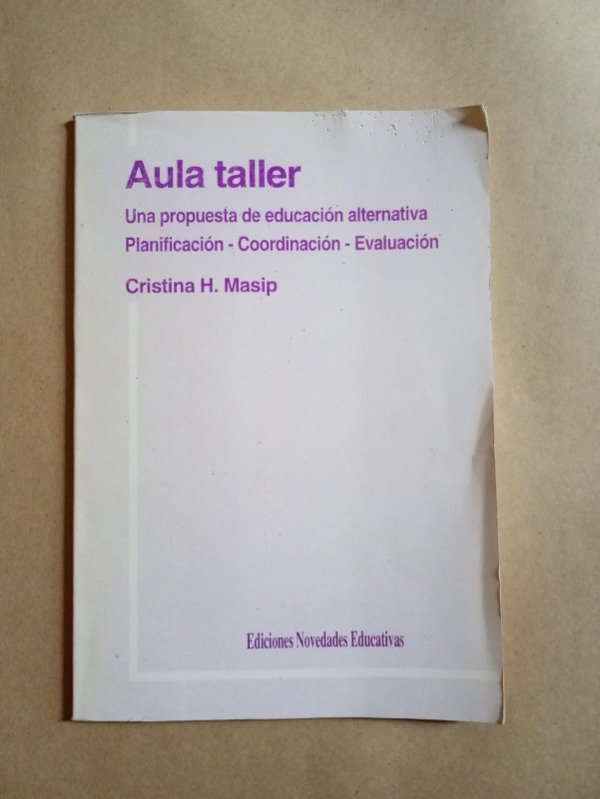 Aula taller
Una propuesta de educación alternativa
Planificación - Coordinación - Evaluación
Cristina H. Masip
Ediciones Novedades Educativas